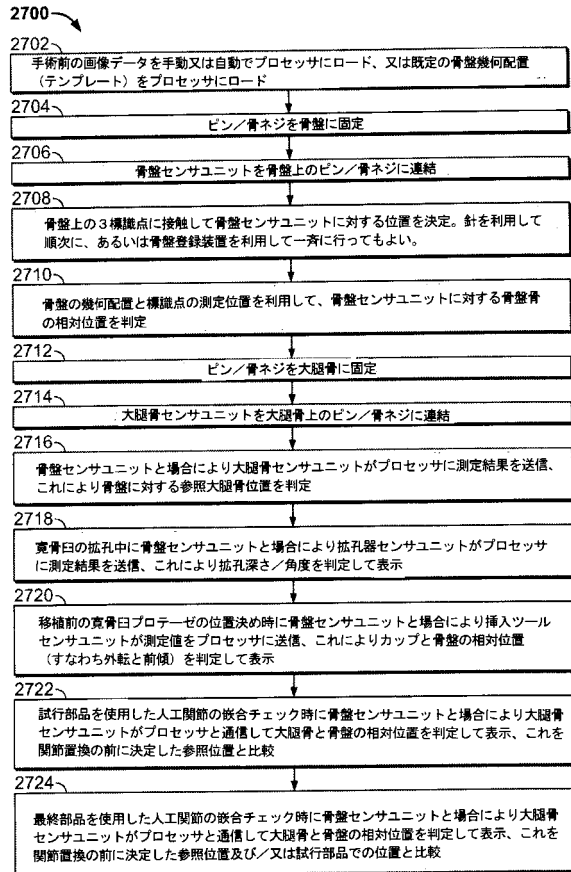 2700
2702
手術前の画像データを手動又は自動でプロセッサにロード、又は既定の骨盤幾何配置
(テンプレート)をプロセッサにロード
2704
ピン/骨ネジを骨盤に固定
2706
骨盤センサユニットを骨盤上のピン/骨ネジに連結
2708
骨盤上の3標識点に接触して骨盤センサユニットに対する位置を決定。針を利用して
順次に、あるいは骨盤登録装置を利用して一斉に行ってもよい。
2710
骨盤の幾何配置と標識点の測定位置を利用して、骨盤センサユニットに対する骨盤骨
の相対位置を判定
2712
ピン/骨ネジを大腿骨に固定
2714
大腿骨センサユニットを大腿骨上のピン/骨ネジに連結
2716
骨盤センサユニットと場合により大腿骨センサユニットがプロセッサに測定結果を送信、
これにより骨盤に対する参照大腿骨位置を判定
2718
寛骨臼の拡孔中に骨盤センサユニットと場合により拡孔器センサユニットがプロセッサ
に測定結果を送信、これにより拡孔深さ/角度を判定して表示
2720
移植前の寛骨臼プロテーゼの位置決め時に骨盤センサユニットと場合により挿入ツール
センサユニットが測定値をプロセッサに送信、これによりカップと骨盤の相対位置
(すなわち外転と前傾)を判定して表示
2722
試行部品を使用した人工関節の嵌合チェック時に骨盤センサユニットと場合により大腿骨
センサユニットがプロセッサと通信して大腿骨と骨盤の相対位置を判定して表示、これを
関節置換の前に決定した参照位置と比較
2724
最終部品を使用した人工関節の嵌合チェック時に骨盤センサユニットと場合により大腿骨
センサユニットがプロセッサと通信して大腿骨と骨盤の相対位置を判定して表示、これを
関節置換の前に決定した参照位置及び/又は試行部品での位置と比較